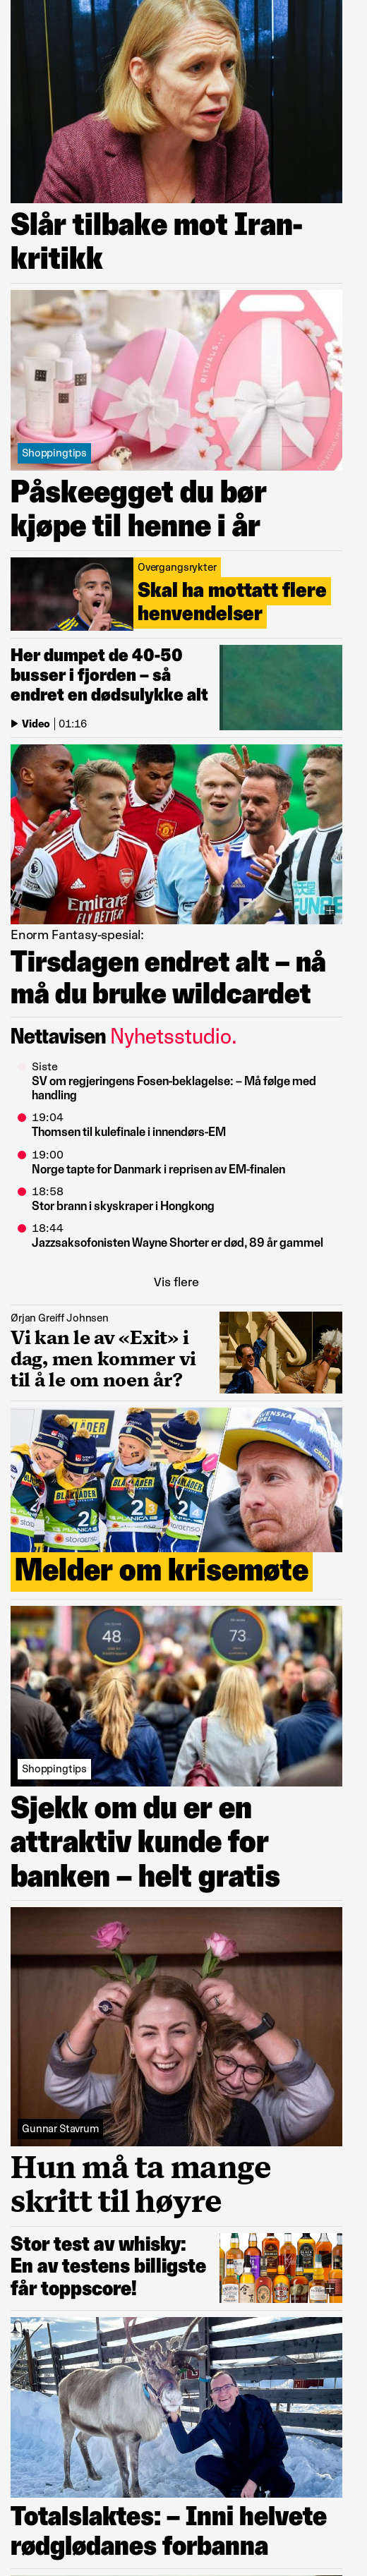 Slår tilbake mot Iran-
kritikk
RITUALS...
Shoppingtips
Påskeegget du bør
kjøpe til henne i år
Overgangsrykter
Skal ha mottatt flere
henvendelser
Her dumpet de 40-50
busser i fjorden – så
endret en dødsulykke alt
Video | 01:16
Enorm Fantasy-spesial:
Tirsdagen endret alt – nå
må du bruke wildcardet
Nettavisen Nyhetsstudio.
Siste
SV om regjeringens Fosen-beklagelse: – Må følge med
handling
19:04
Thomsen til kulefinale i innendørs-EM
19:00
Norge tapte for Danmark i reprisen av EM-finalen
18:58
Stor brann i skyskraper i Hongkong
18:44
Jazzsaksofonisten Wayne Shorter er død, 89 år gammel
Vis flere
Ørjan Greiff Johnsen
Vi kan le av «Exit» i
dag, men kommer vi
til å le om noen år?
2 2 2
Melder om krisemøte
48 73
Shoppingtips
Sjekk om du er en
attraktiv kunde for
banken – helt gratis
Gunnar Stavrum
Hun må ta mange
skritt til høyre
Stor test av whisky:
En av testens billigste
får toppscore!
Totalslaktes: – Inni helvete
rødglødanes forbanna